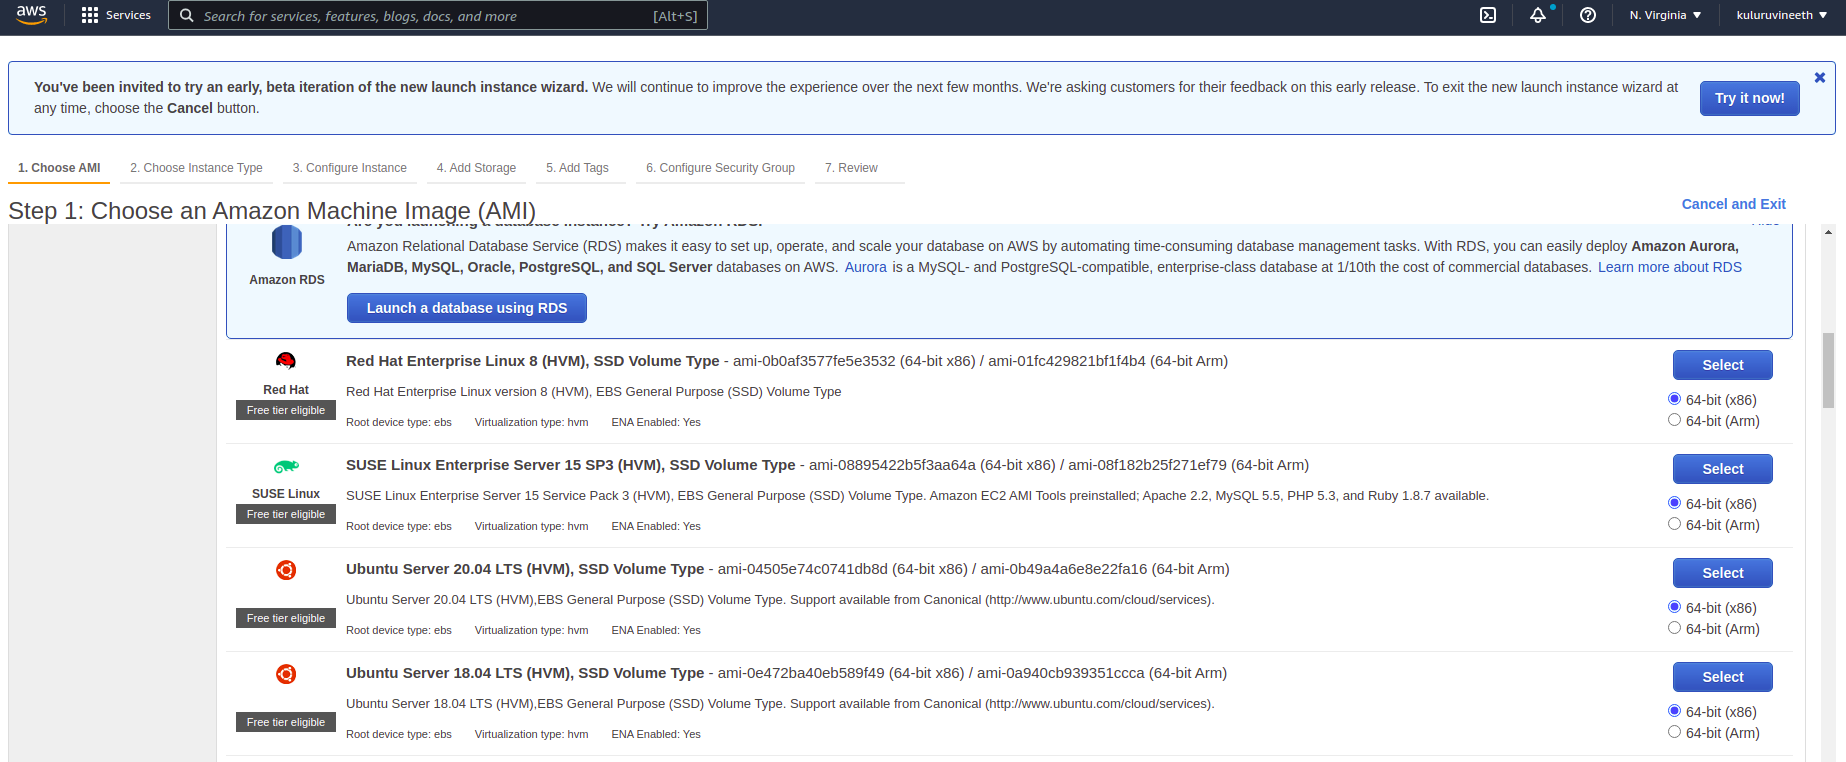 aws Services Search for services, features, blogs, docs, and more [Alt+S] N. Virginia kuluruvineeth
You've been invited to try an early, beta iteration of the new launch instance wizard. We will continue to improve the experience over the next few months. We're asking customers for their feedback on this early release. To exit the new launch instance wizard at
any time, choose the Cancel button.
Try it now!
1. Choose AMI 2. Choose Instance Type 3. Configure Instance 4. Add Storage 5. Add Tags 6. Configure Security Group 7. Review
Step 1: Choose an Amazon Machine Image (AMI)
Cancel and Exit
Are you launching a database instance? Try Amazon RDS.
Hide
Amazon RDS
Amazon Relational Database Service (RDS) makes it easy to set up, operate, and scale your database on AWS by automating time-consuming database management tasks. With RDS, you can easily deploy Amazon Aurora,
MariaDB, MySQL, Oracle, PostgreSQL, and SQL Server databases on AWS. Aurora is a MySQL- and PostgreSQL-compatible, enterprise-class database at 1/10th the cost of commercial databases. Learn more about RDS
Launch a database using RDS
Red Hat
Free tier eligible
Red Hat Enterprise Linux 8 (HVM), SSD Volume Type - ami-0b0af3577fe5e3532 (64-bit x86) / ami-01fc429821bf1f4b4 (64-bit Arm)
Red Hat Enterprise Linux version 8 (HVM), EBS General Purpose (SSD) Volume Type
Root device type: ebs Virtualization type: hvm ENA Enabled: Yes
Select
64-bit (x86)
64-bit (Arm)
SUSE Linux
Free tier eligible
SUSE Linux Enterprise Server 15 SP3 (HVM), SSD Volume Type - ami-08895422b5f3aa64a (64-bit x86) / ami-08f182b25f271ef79 (64-bit Arm)
SUSE Linux Enterprise Server 15 Service Pack 3 (HVM), EBS General Purpose (SSD) Volume Type. Amazon EC2 AMI Tools preinstalled; Apache 2.2, MySQL 5.5, PHP 5.3, and Ruby 1.8.7 available.
Root device type: ebs Virtualization type: hvm ENA Enabled: Yes
Select
64-bit (x86)
64-bit (Arm)
Free tier eligible
Ubuntu Server 20.04 LTS (HVM), SSD Volume Type - ami-04505e74c0741db8d (64-bit x86) / ami-0b49a4a6e8e22fa16 (64-bit Arm)
Ubuntu Server 20.04 LTS (HVM),EBS General Purpose (SSD) Volume Type. Support available from Canonical (http://www.ubuntu.com/cloud/services).
Root device type: ebs Virtualization type: hvm ENA Enabled: Yes
Select
64-bit (x86)
64-bit (Arm)
Free tier eligible
Ubuntu Server 18.04 LTS (HVM), SSD Volume Type - ami-0e472ba40eb589f49 (64-bit x86) / ami-0a940cb939351ccca (64-bit Arm)
Ubuntu Server 18.04 LTS (HVM),EBS General Purpose (SSD) Volume Type. Support available from Canonical (http://www.ubuntu.com/cloud/services).
Root device type: ebs Virtualization type: hvm ENA Enabled: Yes
Select
64-bit (x86)
64-bit (Arm)